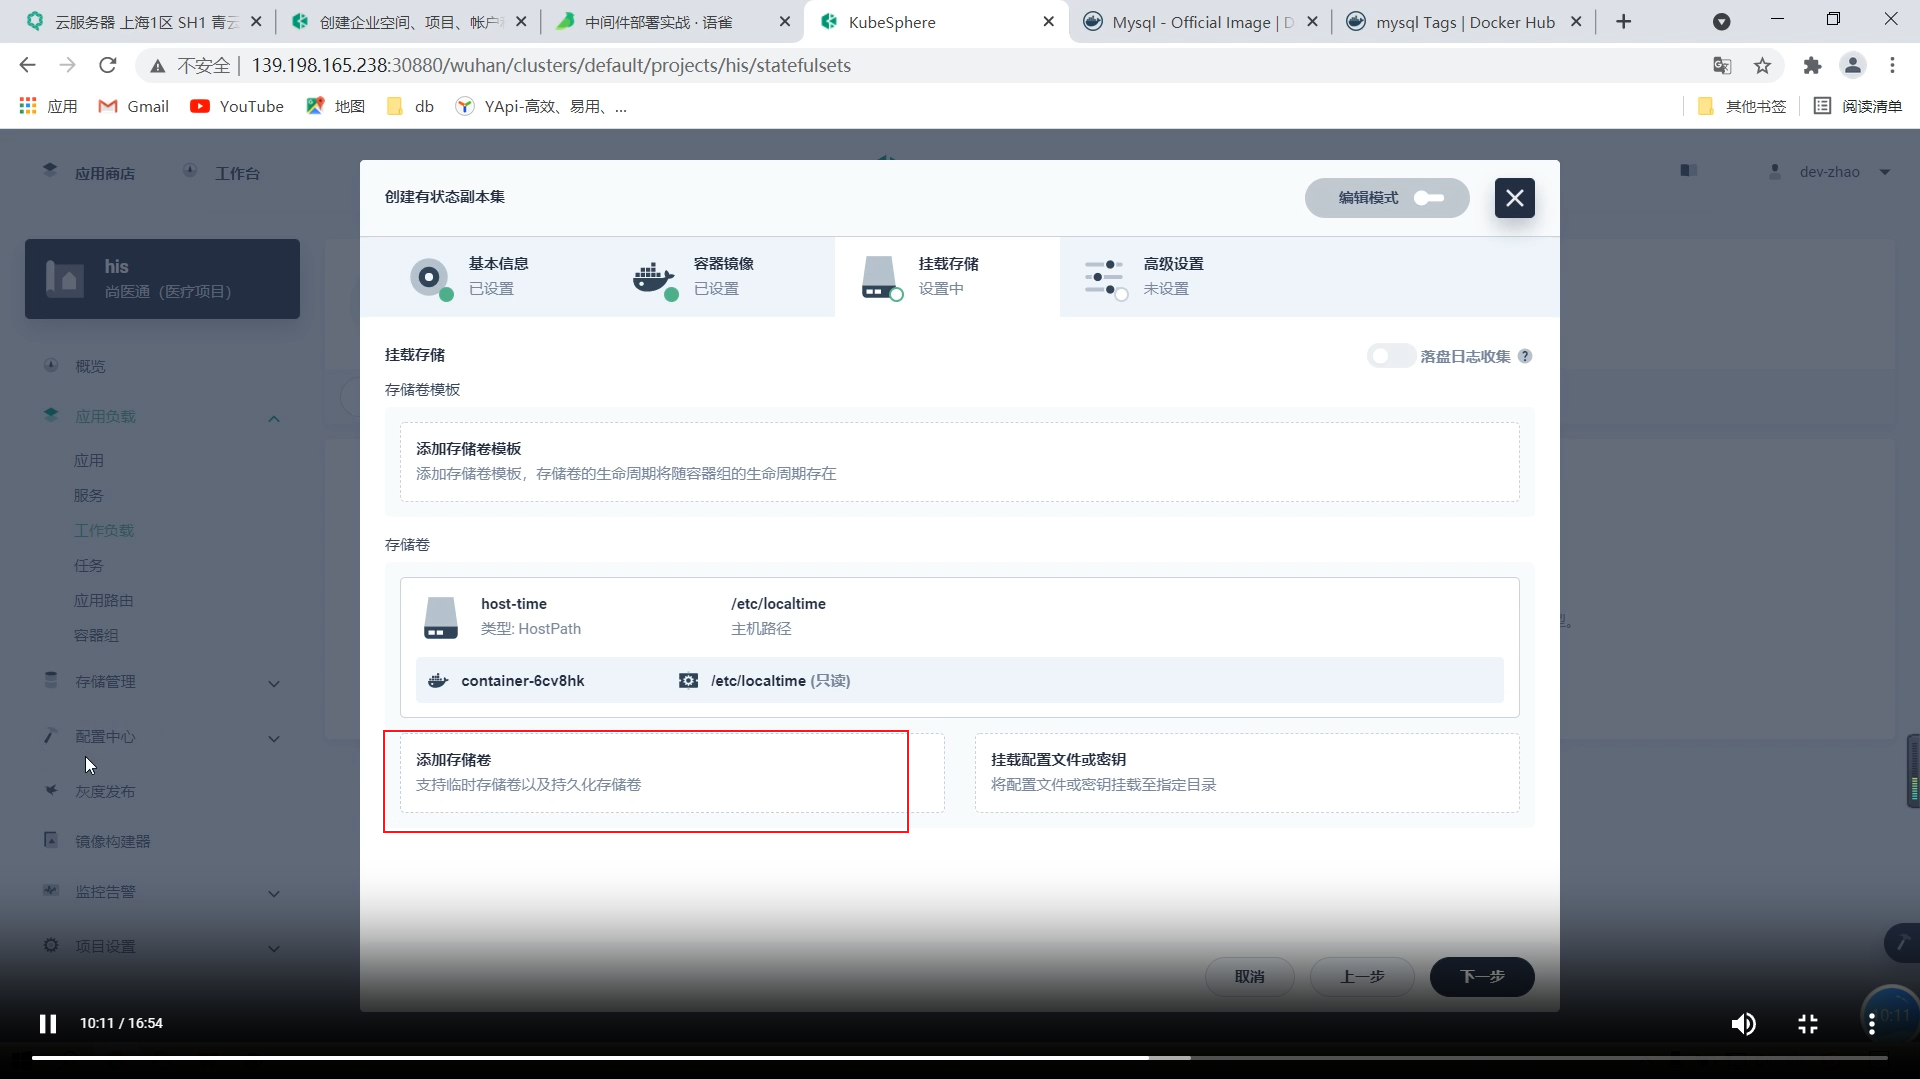 云服务器 上海1区 SH1 青云
创建企业空间、项目、帐户
中间件部署实战 · 语雀
KubeSphere
Mysql - Official Image | D
mysql Tags | Docker Hub
不安全
139.198.165.238:30880/wuhan/clusters/default/projects/his/statefulsets
应用
Gmail
YouTube
地图
db
YApi-高效、易用、...
其他书签
阅读清单
应用商店
工作台
dev-zhao
his
尚医通（医疗项目）
概览
应用负载
应用
服务
工作负载
任务
应用路由
容器组
存储管理
配置中心
灰度发布
镜像构建器
监控告警
项目设置
创建有状态副本集
编辑模式
基本信息
已设置
容器镜像
已设置
挂载存储
设置中
高级设置
未设置
挂载存储
落盘日志收集 ?
存储卷模板
添加存储卷模板
添加存储卷模板，存储卷的生命周期将随容器组的生命周期存在
存储卷
host-time
类型: HostPath
/etc/localtime
主机路径
container-6cv8hk
/etc/localtime (只读)
添加存储卷
支持临时存储卷以及持久化存储卷
挂载配置文件或密钥
将配置文件或密钥挂载至指定目录
取消
上一步
下一步
10:11 / 16:54
10:11